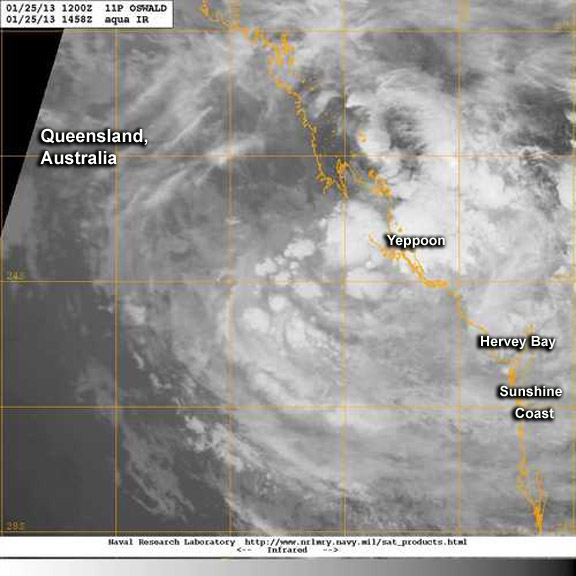 01/25/13 1200Z 11P OSWALD
01/25/13 1458Z aqua IR
Queensland,
Australia
Yeppoon
24S
Hervey Bay
Sunshine
Coast
Naval Research Laboratory http://www.nrlmry.navy.mil/sat_products.html
<-- Infrared -->